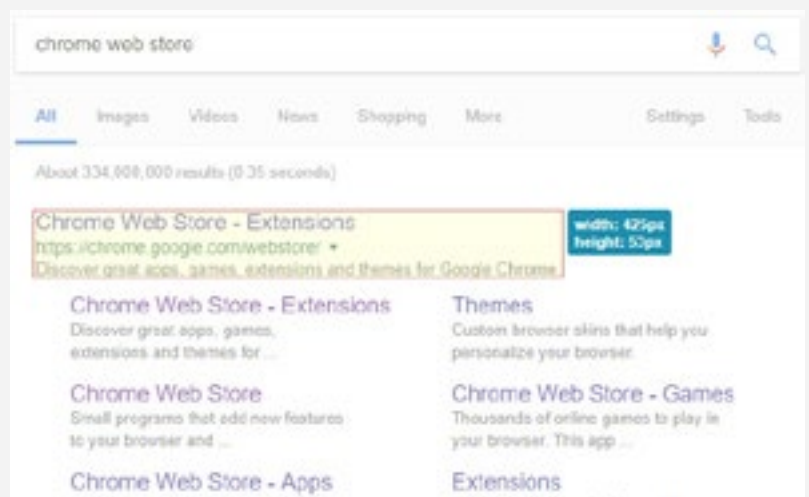 chrome web store
All Images Videos News Shopping More Settings Tools
About 334,000,000 results (0.35 seconds)
Chrome Web Store - Extensions
https://chrome.google.com/webstore/
Discover great apps, games, extensions and themes for Google Chrome.
width: 425px
height: 53px
Chrome Web Store - Extensions
Discover great apps, games,
extensions and themes for ...
Themes
Custom browser skins that help you
personalize your browser.
Chrome Web Store
Small programs that add new features
to your browser and ...
Chrome Web Store - Games
Thousands of online games to play in
your browser. This app ...
Chrome Web Store - Apps
Extensions